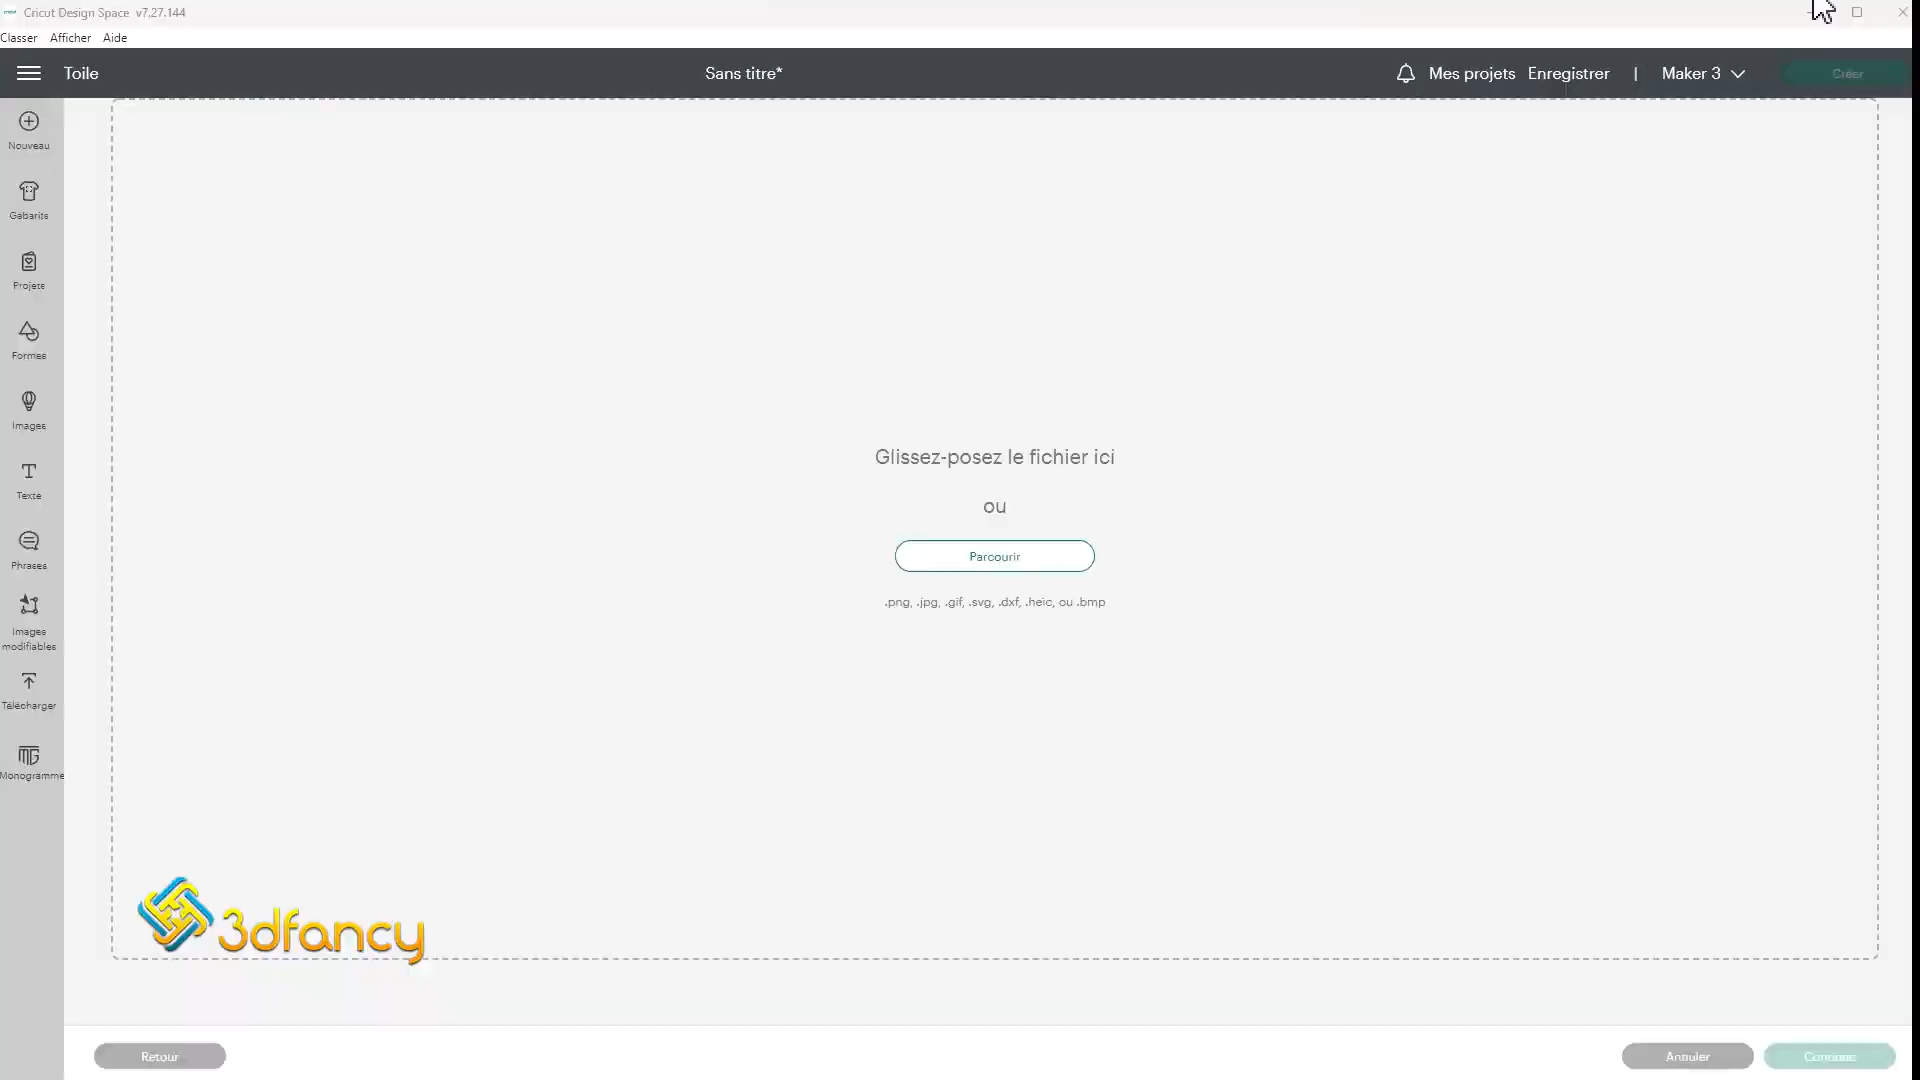 Cricut Design Space v7.27.144
Classer Afficher Aide
Toile
Sans titre*
Mes projets Enregistrer | Maker 3
Créer
Nouveau
Gabarits
Projets
Formes
Images
Texte
Phrases
Images
modifiables
Télécharger
Monogramme
Glissez-posez le fichier ici
ou
Parcourir
.png, .jpg, .gif, .svg, .dxf, .heic, ou .bmp
3dfancy
Retour
Annuler